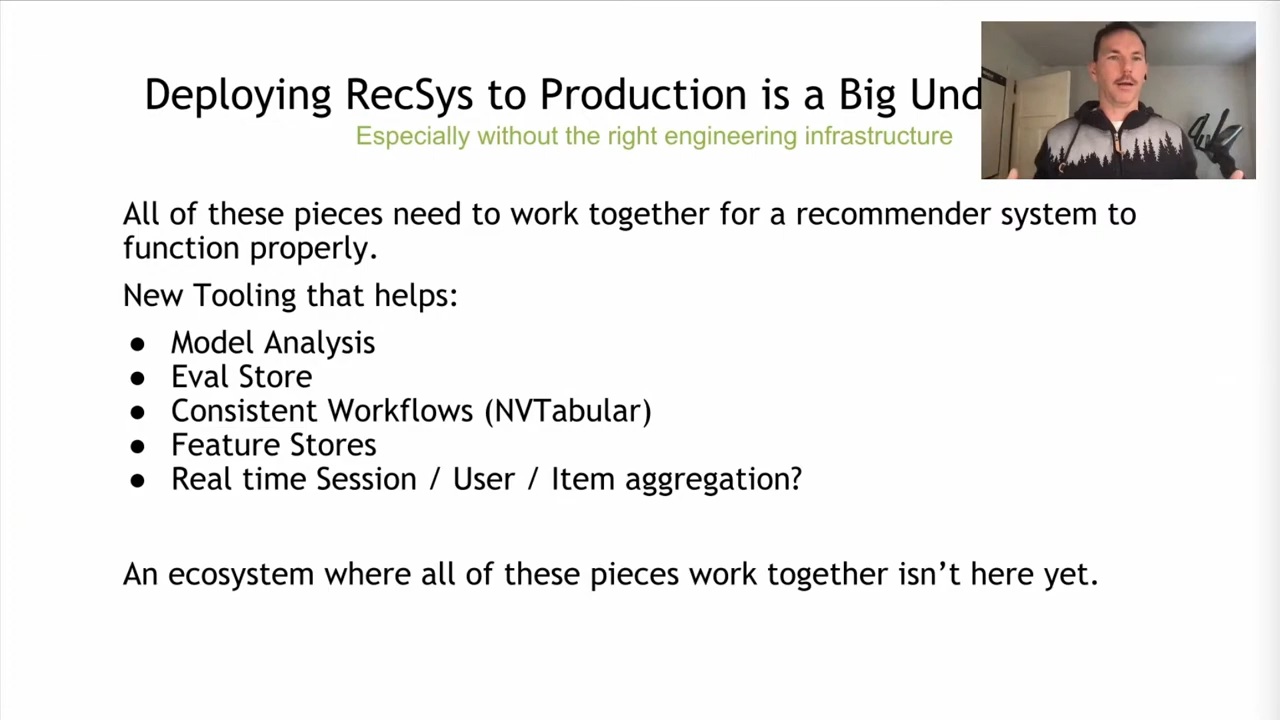 Deploying RecSys to Production is a Big
Especially without the right engineering infrastructure
All of these pieces need to work together for a recommender system to
function properly.
New Tooling that helps:
● Model Analysis
● Eval Store
● Consistent Workflows (NVTabular)
● Feature Stores
● Real time Session / User / Item aggregation?
An ecosystem where all of these pieces work together isn't here yet.